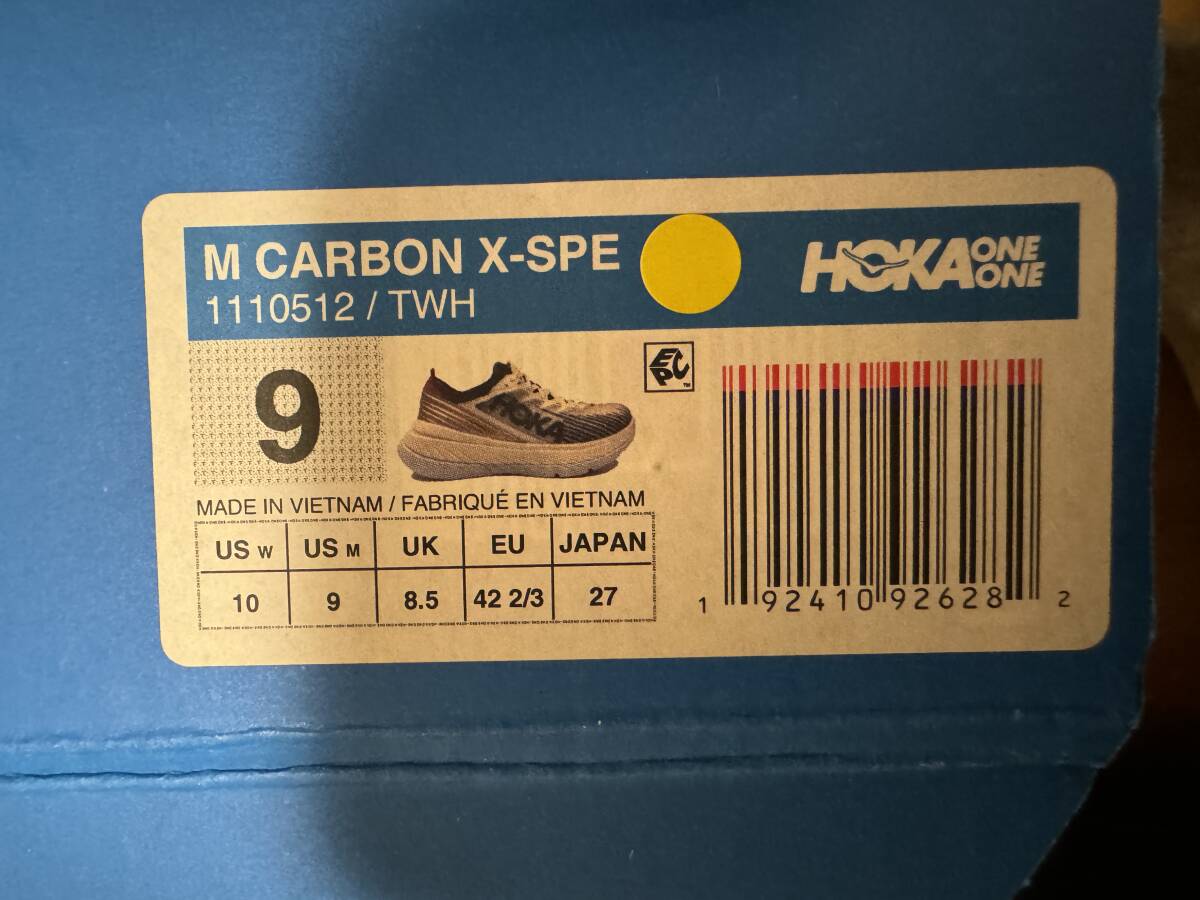 M CARBON X-SPE
1110512 / TWH
HOKA ONE ONE
9
HOKA
EPC™
MADE IN VIETNAM / FABRIQUÉ EN VIETNAM
US W US M UK EU JAPAN
10 9 8.5 42 2/3 27
1 92410 92628 2